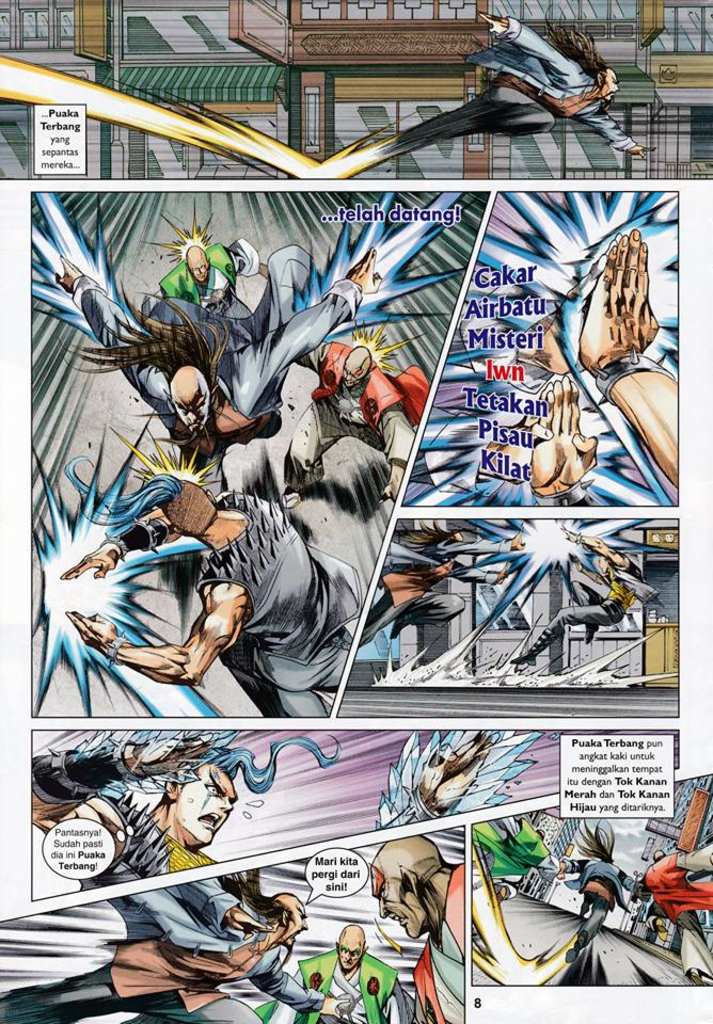 ...Puaka
Terbang
yang
sepantas
mereka...
...telah datang!
Cakar
Airbatu
Misteri
Iwn
Tetakan
Pisau
Kilat
Puaka Terbang pun
angkat kaki untuk
meninggalkan tempat
itu dengan Tok Kanan
Merah dan Tok Kanan
Hijau yang ditariknya.
Pantasnya!
Sudah pasti
dia ini Puaka
Terbang!
Mari kita
pergi dari
sini!
8